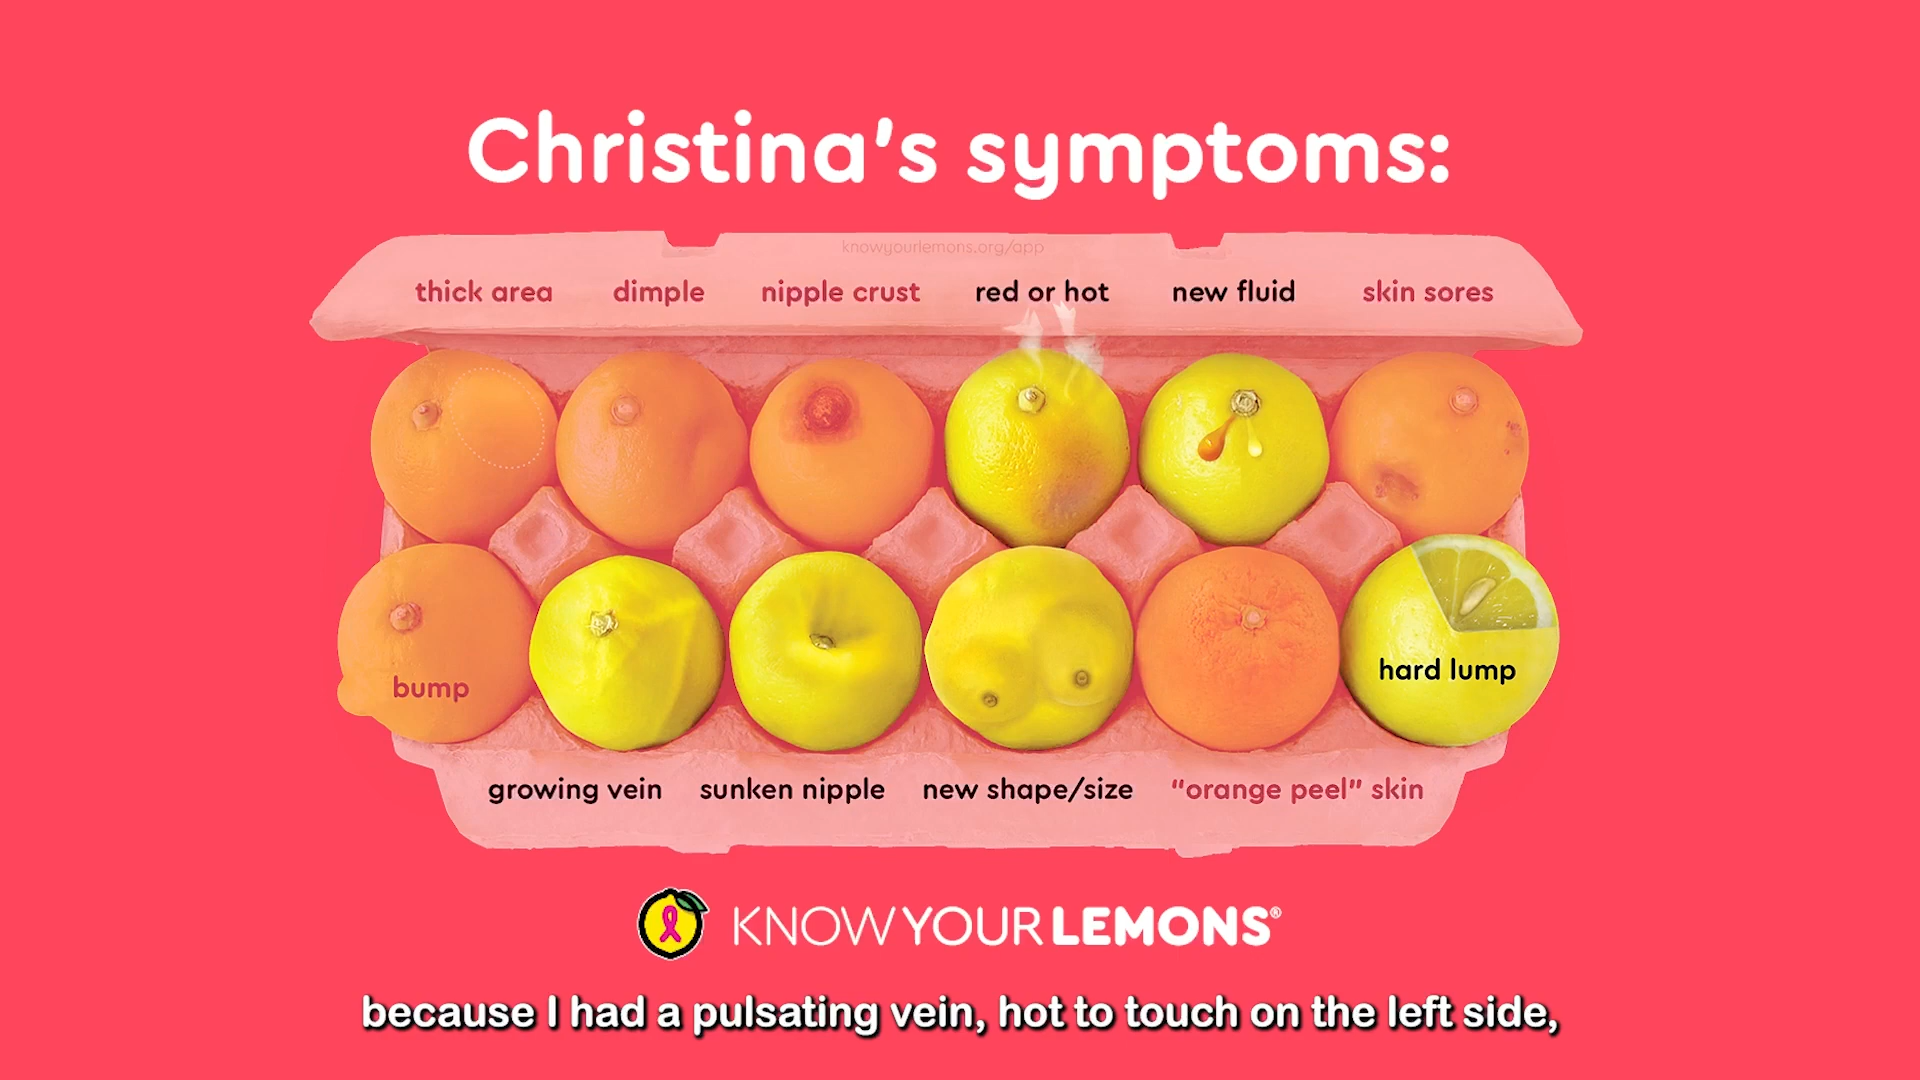 Christina's symptoms:
knowyourlemons.org/app
thick area dimple nipple crust red or hot new fluid skin sores
bump
hard lump
growing vein sunken nipple new shape/size "orange peel" skin
KNOW YOUR LEMONS®
because I had a pulsating vein, hot to touch on the left side,